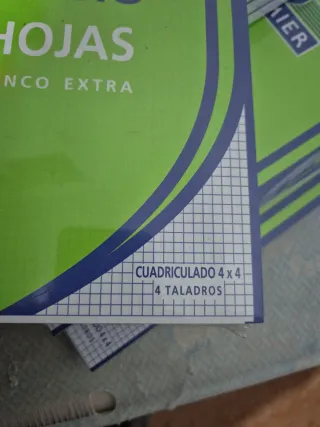 HOJAS
NCO EXTRA
CUADRICULADO 4 x 4
4 TALADROS